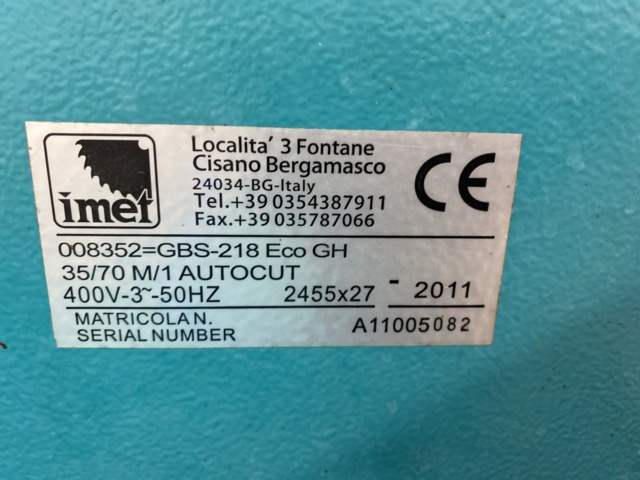 imet
Localita' 3 Fontane
Cisano Bergamasco
24034-BG-Italy
Tel.+39 0354387911
Fax.+39 035787066
CE
008352=GBS-218 Eco GH
35/70 M/1 AUTOCUT
400V-3~-50HZ 2455x27 - 2011
MATRICOLA N.
SERIAL NUMBER A11005082